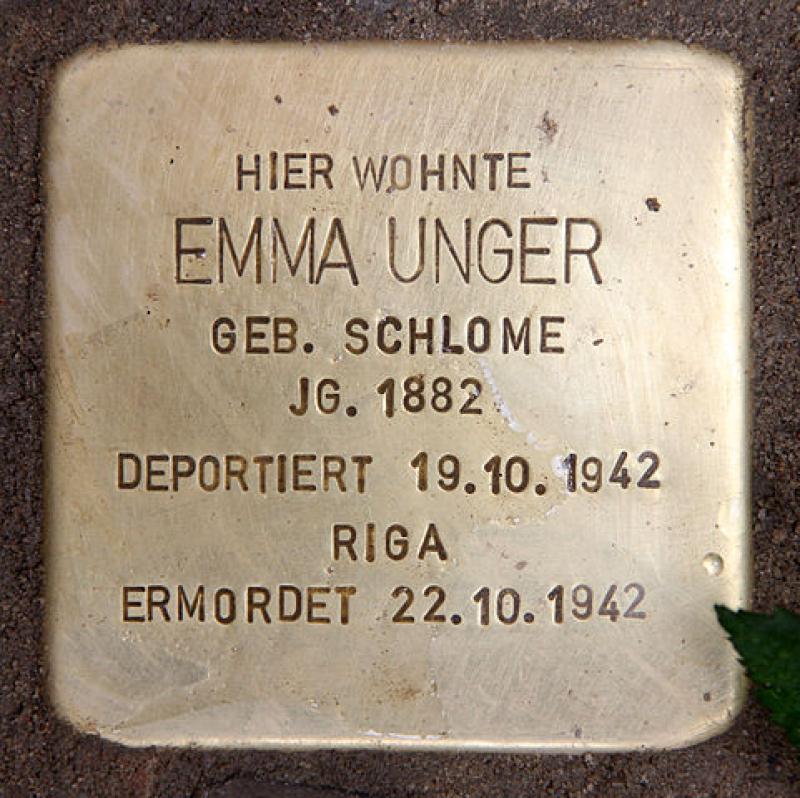 HIER WOHNTE
EMMA UNGER
GEB. SCHLOME
JG. 1882
DEPORTIERT 19.10.1942
RIGA
ERMORDET 22.10.1942